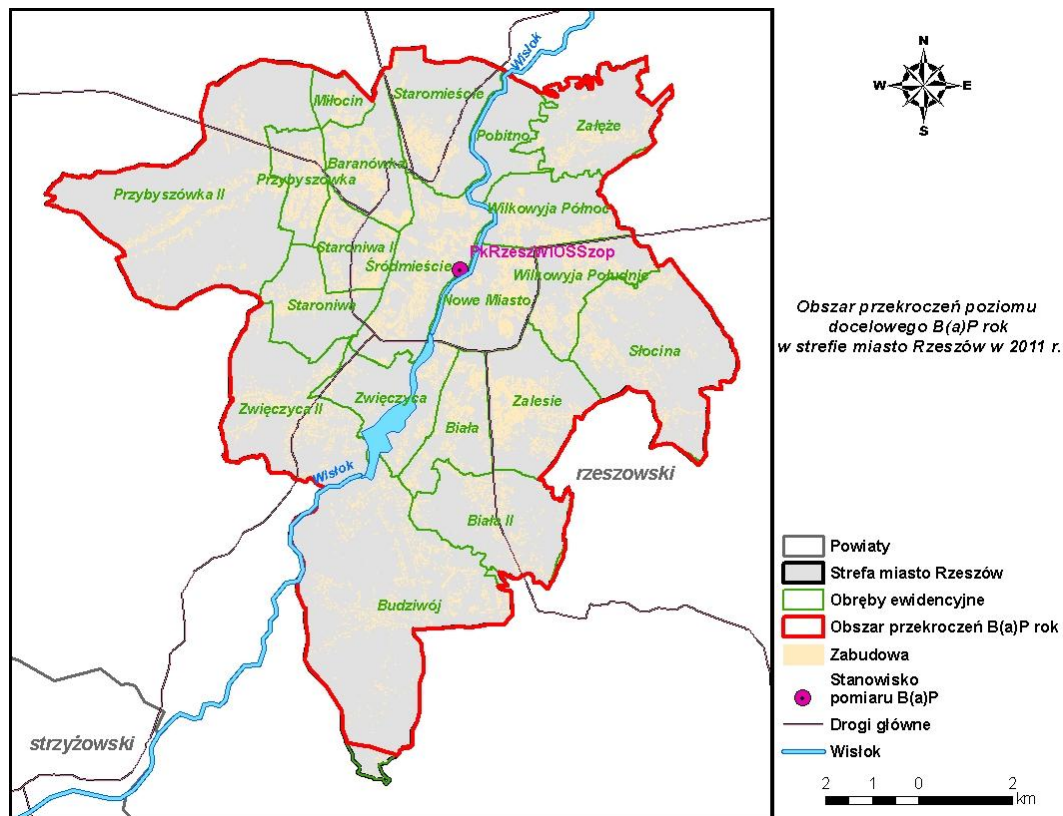 Wisłok
Miłocin
Staromieście
Pobitno
Załęże
Baranówka
Przybyszówka
Przybyszówka II
Wilkowyja Północ
Staroniwa I
PkRzeszWIOSSzop
Śródmieście
Wilkowyja Południe
Staroniwa
Nowe Miasto
Słocina
Zwięczyca
Zwięczyca II
Zalesie
Biała
Wisłok
rzeszowski
Biała II
Budziwój
strzyżowski
N
W
E
S
Obszar przekroczeń poziomu
docelowego B(a)P rok
w strefie miasto Rzeszów w 2011 r.
Powiaty
Strefa miasto Rzeszów
Obręby ewidencyjne
Obszar przekroczeń B(a)P rok
Zabudowa
Stanowisko
pomiaru B(a)P
Drogi główne
Wisłok
2 1 0 2
km